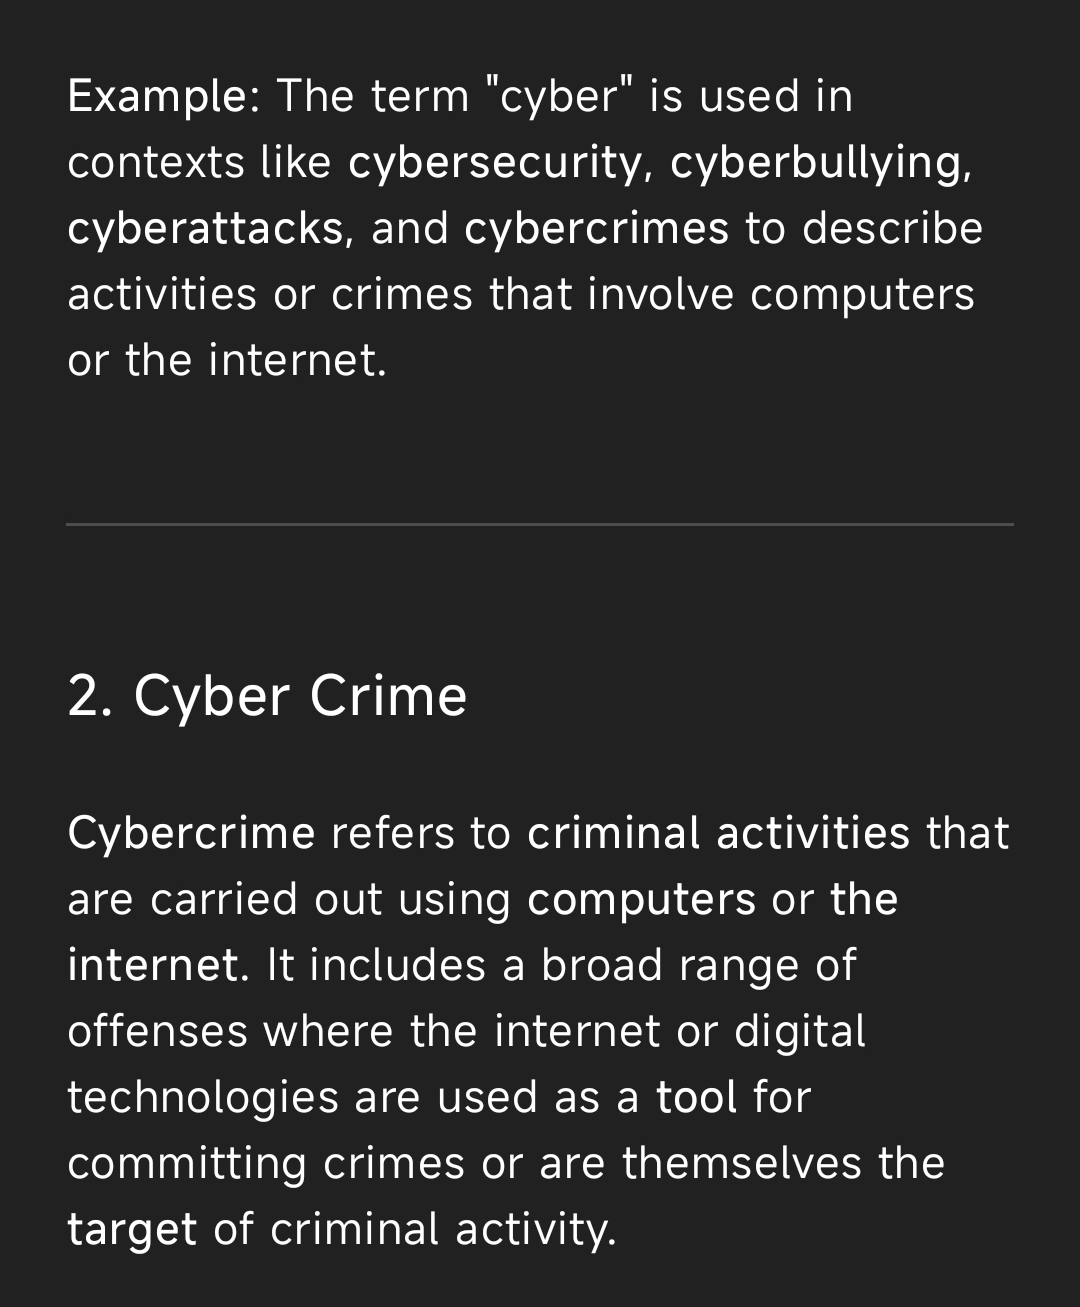 Example: The term "cyber" is used in
contexts like cybersecurity, cyberbullying,
cyberattacks, and cybercrimes to describe
activities or crimes that involve computers
or the internet.
2. Cyber Crime
Cybercrime refers to criminal activities that
are carried out using computers or the
internet. It includes a broad range of
offenses where the internet or digital
technologies are used as a tool for
committing crimes or are themselves the
target of criminal activity.